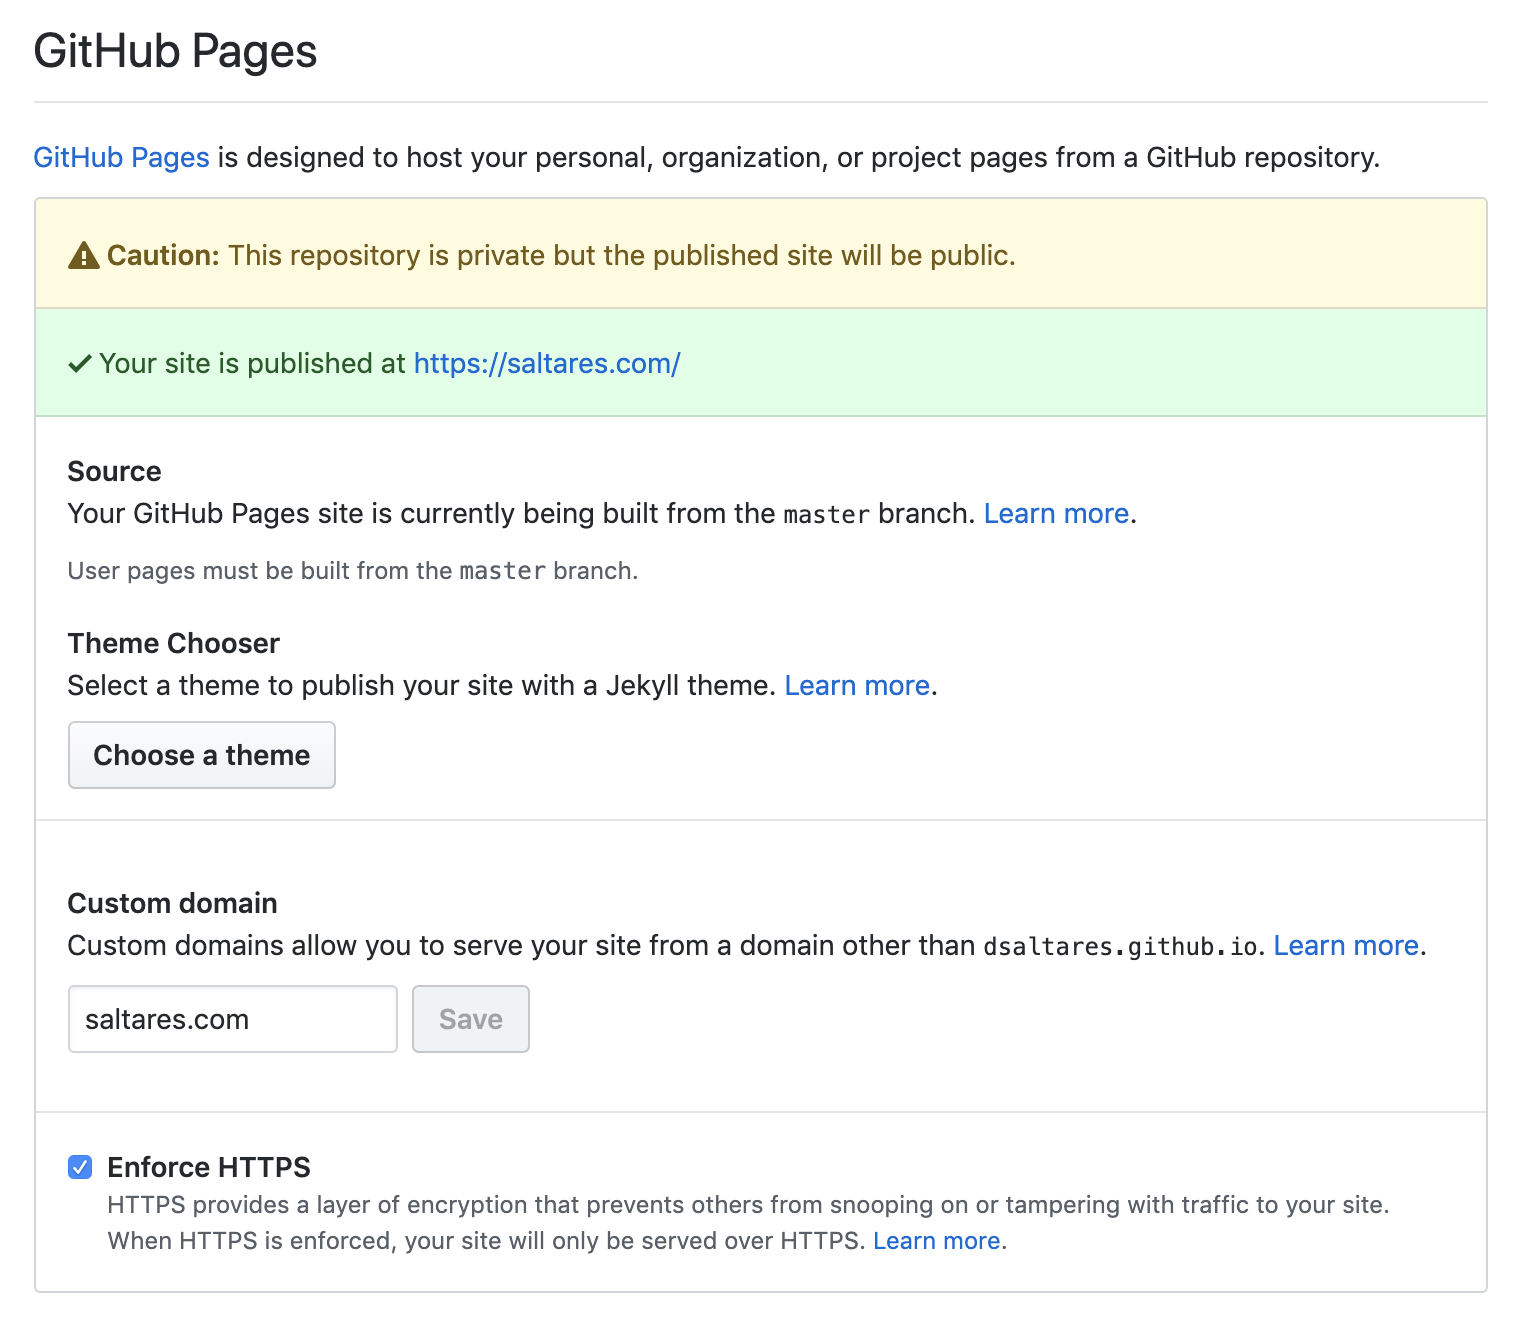 GitHub Pages
GitHub Pages is designed to host your personal, organization, or project pages from a GitHub repository.
Caution: This repository is private but the published site will be public.
Your site is published at https://saltares.com/
Source
Your GitHub Pages site is currently being built from the master branch. Learn more.
User pages must be built from the master branch.
Theme Chooser
Select a theme to publish your site with a Jekyll theme. Learn more.
Choose a theme
Custom domain
Custom domains allow you to serve your site from a domain other than dsaltares.github.io. Learn more.
saltares.com Save
Enforce HTTPS
HTTPS provides a layer of encryption that prevents others from snooping on or tampering with traffic to your site.
When HTTPS is enforced, your site will only be served over HTTPS. Learn more.